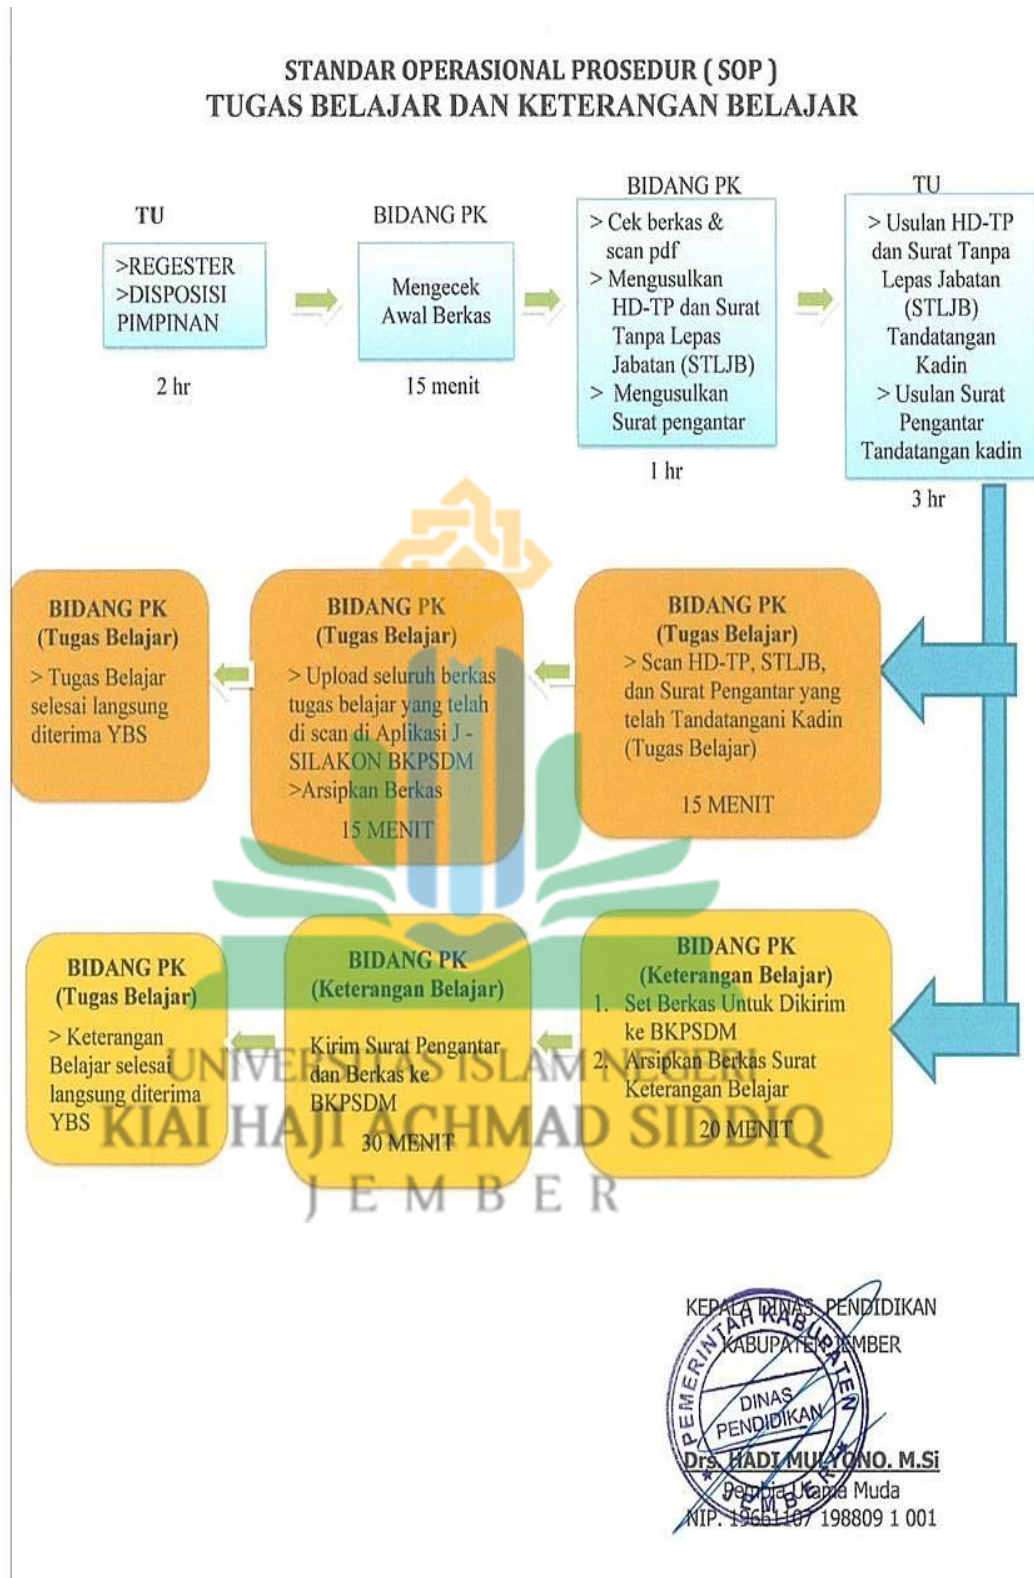 STANDAR OPERASIONAL PROSEDUR ( SOP )
TUGAS BELAJAR DAN KETERANGAN BELAJAR
TU
>REGESTER
>DISPOSISI
PIMPINAN
2 hr
BIDANG PK
Mengecek
Awal Berkas
15 menit
BIDANG PK
> Cek berkas &
scan pdf
> Mengusulkan
HD-TP dan Surat
Tanpa Lepas
Jabatan (STLJB)
> Mengusulkan
Surat pengantar
1 hr
TU
> Usulan HD-TP
dan Surat Tanpa
Lepas Jabatan
(STLJB)
Tandatangan
Kadin
> Usulan Surat
Pengantar
Tandatangan kadin
3 hr
BIDANG PK
(Tugas Belajar)
> Scan HD-TP, STLJB,
dan Surat Pengantar yang
telah Tandatangani Kadin
(Tugas Belajar)
15 MENIT
BIDANG PK
(Tugas Belajar)
> Upload seluruh berkas
tugas belajar yang telah
di scan di Aplikasi J -
SILAKON BKPSDM
>Arsipkan Berkas
15 MENIT
BIDANG PK
(Tugas Belajar)
> Tugas Belajar
selesai langsung
diterima YBS
BIDANG PK
(Keterangan Belajar)
1. Set Berkas Untuk Dikirim
ke BKPSDM
2. Arsipkan Berkas Surat
Keterangan Belajar
20 MENIT
BIDANG PK
(Keterangan Belajar)
Kirim Surat Pengantar
dan Berkas ke
BKPSDM
30 MENIT
BIDANG PK
(Tugas Belajar)
> Keterangan
Belajar selesai
langsung diterima
YBS
UNIVERSITAS ISLAM NEGERI
KIAI HAJI ACHMAD SIDDIQ
JEMBER
KEPALA DINAS PENDIDIKAN
KABUPATEN JEMBER
PEMERINTAH KABUPATEN
DINAS
PENDIDIKAN
JEMBER
Drs. HADI MULYONO. M.Si
Pembia Utama Muda
NIP. 19661107 198809 1 001